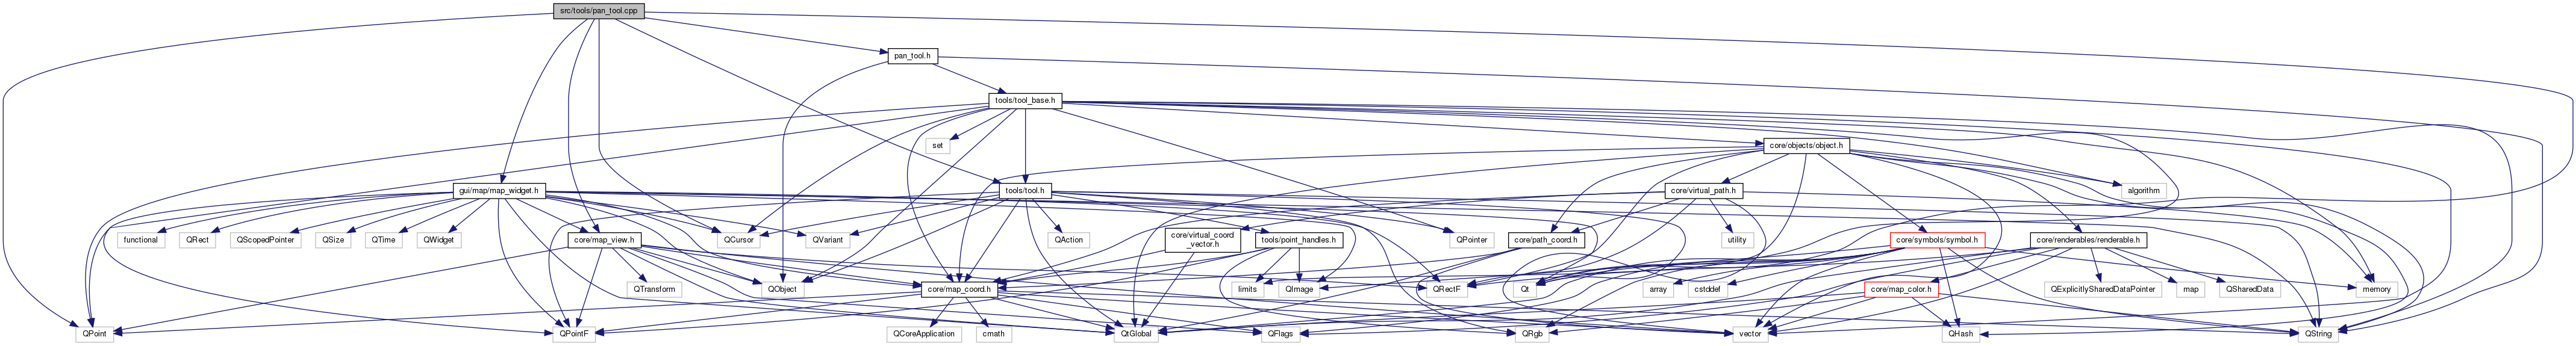 src/tools/pan_tool.cpp
pan_tool.h
tools/tool_base.h
set
core/objects/object.h
gui/map/map_widget.h
tools/tool.h
core/virtual_path.h
algorithm
functional
QRect
QScopedPointer
QSize
QTime
QWidget
core/map_view.h
QCursor
QVariant
QAction
core/virtual_coord
_vector.h
tools/point_handles.h
QPointer
core/path_coord.h
utility
core/symbols/symbol.h
core/renderables/renderable.h
QTransform
QObject
core/map_coord.h
limits
QImage
QRectF
Qt
array
cstddef
core/map_color.h
QExplicitlySharedDataPointer
map
QSharedData
memory
QPoint
QPointF
QCoreApplication
cmath
QtGlobal
QFlags
QRgb
vector
QHash
QString